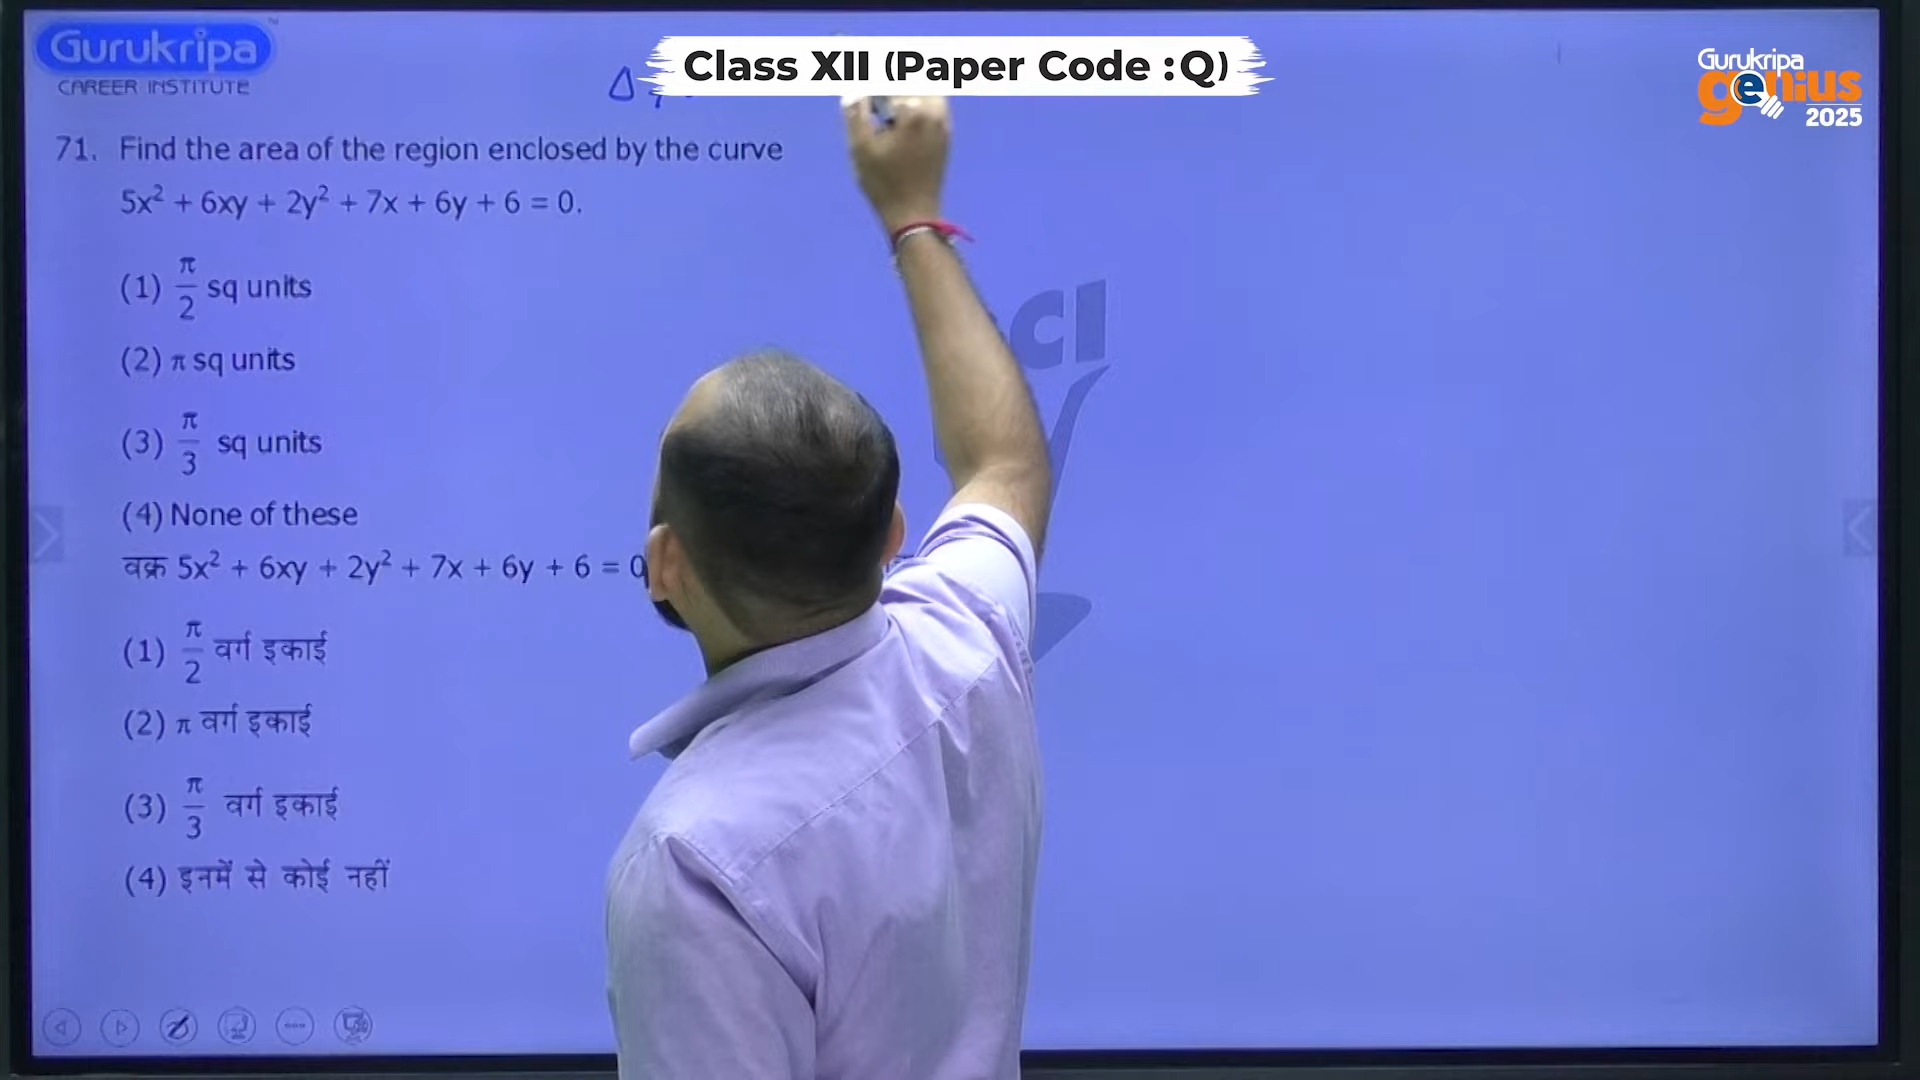 Gurukripa
CAREER INSTITUTE
Class XII (Paper Code : Q)
Gurukripa
genius
2025
Δ
71. Find the area of the region enclosed by the curve
5x² + 6xy + 2y² + 7x + 6y + 6 = 0.
(1) π/2 sq units
(2) π sq units
(3) π/3 sq units
(4) None of these
वक्र 5x² + 6xy + 2y² + 7x + 6y + 6 = 0
(1) π/2 वर्ग इकाई
(2) π वर्ग इकाई
(3) π/3 वर्ग इकाई
(4) इनमें से कोई नहीं
CI